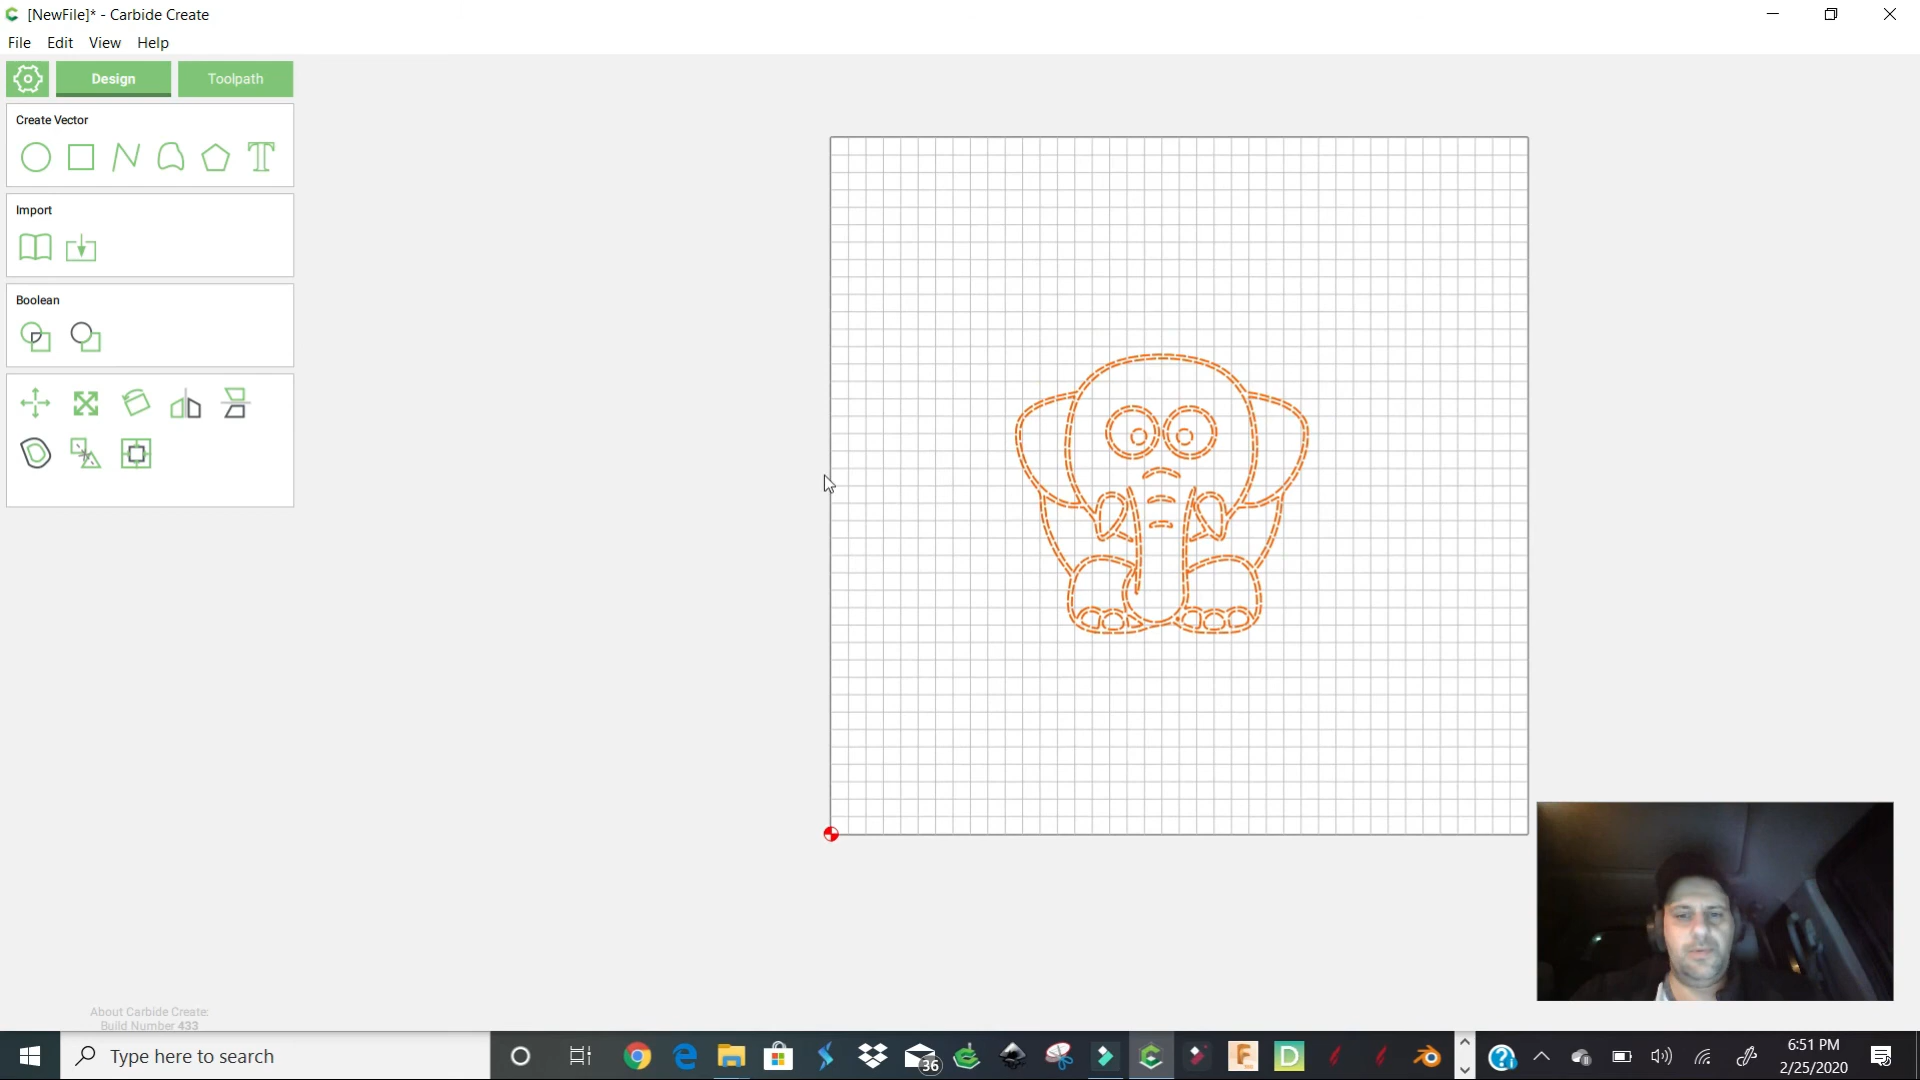 [NewFile]* - Carbide Create
File Edit View Help
Design Toolpath
Create Vector
Import
Boolean
About Carbide Create:
Build Number 433
Type here to search
36
6:51 PM
2/25/2020